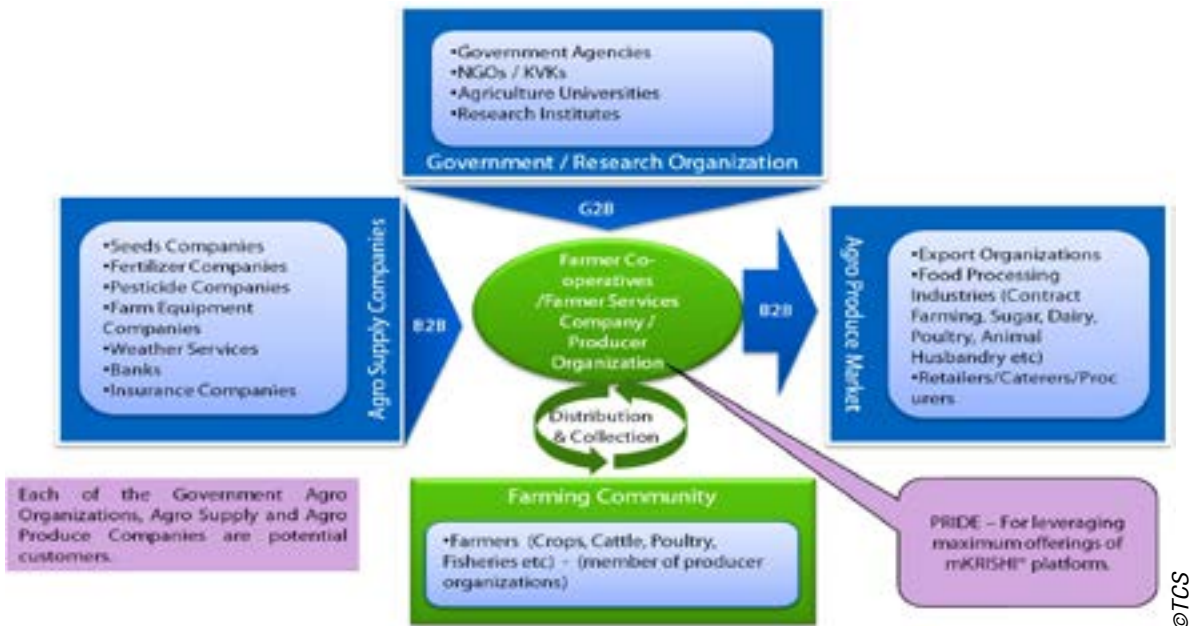 •Government Agencies
•NGOs / KVKs
•Agriculture Universities
•Research Institutes
Government / Research Organization
G2B
•Seeds Companies
•Fertilizer Companies
•Pesticide Companies
•Farm Equipment
Companies
•Weather Services
•Banks
•Insurance Companies
Agro Supply Companies
B2B
Farmer Co-
operatives
/Farmer Services
Company /
Producer
Organization
B2B
Agro Produce Market
•Export Organizations
•Food Processing
Industries (Contract
Farming, Sugar, Dairy,
Poultry, Animal
Husbandry etc)
•Retailers/Caterers/Proc
urers
Distribution
& Collection
Each of the Government Agro
Organizations, Agro Supply and Agro
Produce Companies are potential
customers.
Farming Community
•Farmers (Crops, Cattle, Poultry,
Fisheries etc) - (member of producer
organizations)
PRIDE – For leveraging
maximum offerings of
mKRISHI® platform.
©TCS